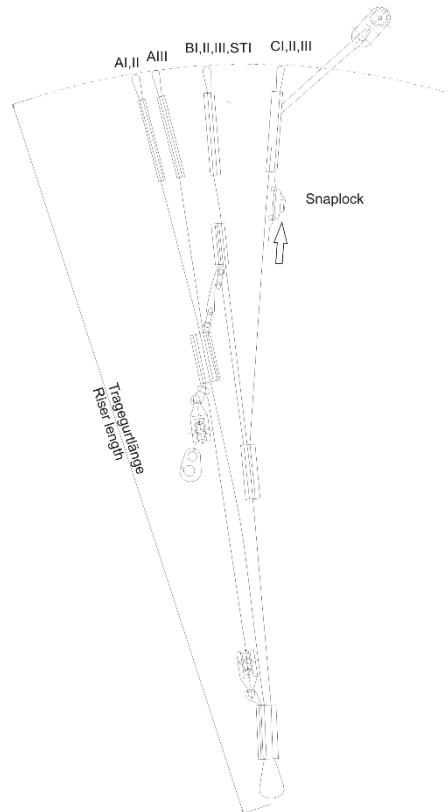 AI,II
AIII
BI,II,III,STI
CI,II,III
Snaplock
Tragegurtlänge
Riser length